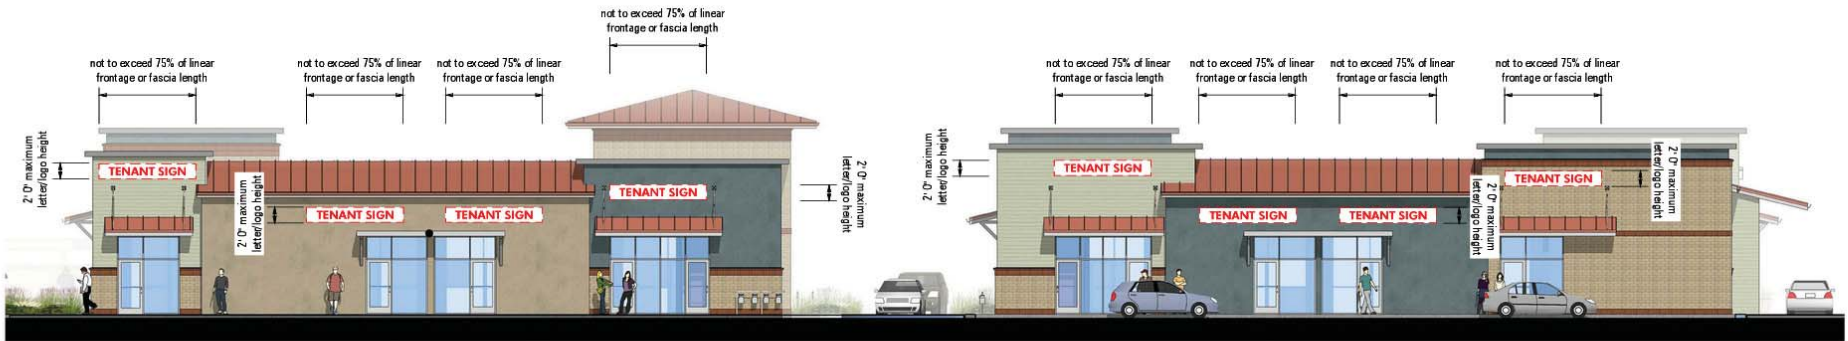 not to exceed 75% of linear
frontage or fascia length
not to exceed 75% of linear
frontage or fascia length
not to exceed 75% of linear
frontage or fascia length
not to exceed 75% of linear
frontage or fascia length
2' 0" maximum
letter/logo height
TENANT SIGN
2' 0" maximum
letter/logo height
TENANT SIGN
TENANT SIGN
TENANT SIGN
2' 0" maximum
letter/logo height
not to exceed 75% of linear
frontage or fascia length
not to exceed 75% of linear
frontage or fascia length
not to exceed 75% of linear
frontage or fascia length
not to exceed 75% of linear
frontage or fascia length
2' 0" maximum
letter/logo height
TENANT SIGN
TENANT SIGN
TENANT SIGN
2' 0" maximum
letter/logo height
TENANT SIGN
2' 0" maximum
letter/logo height